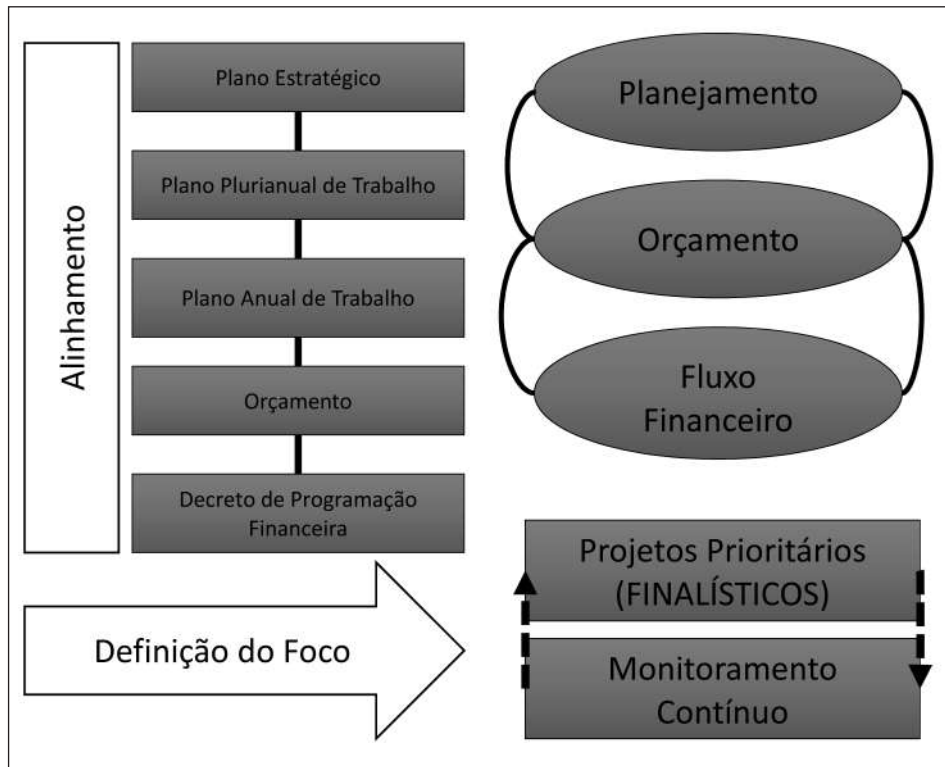 Alinhamento
Plano Estratégico
Plano Plurianual de Trabalho
Plano Anual de Trabalho
Orçamento
Decreto de Programação
Financeira
Planejamento
Orçamento
Fluxo
Financeiro
Definição do Foco
Projetos Prioritários
(FINALÍSTICOS)
Monitoramento
Contínuo